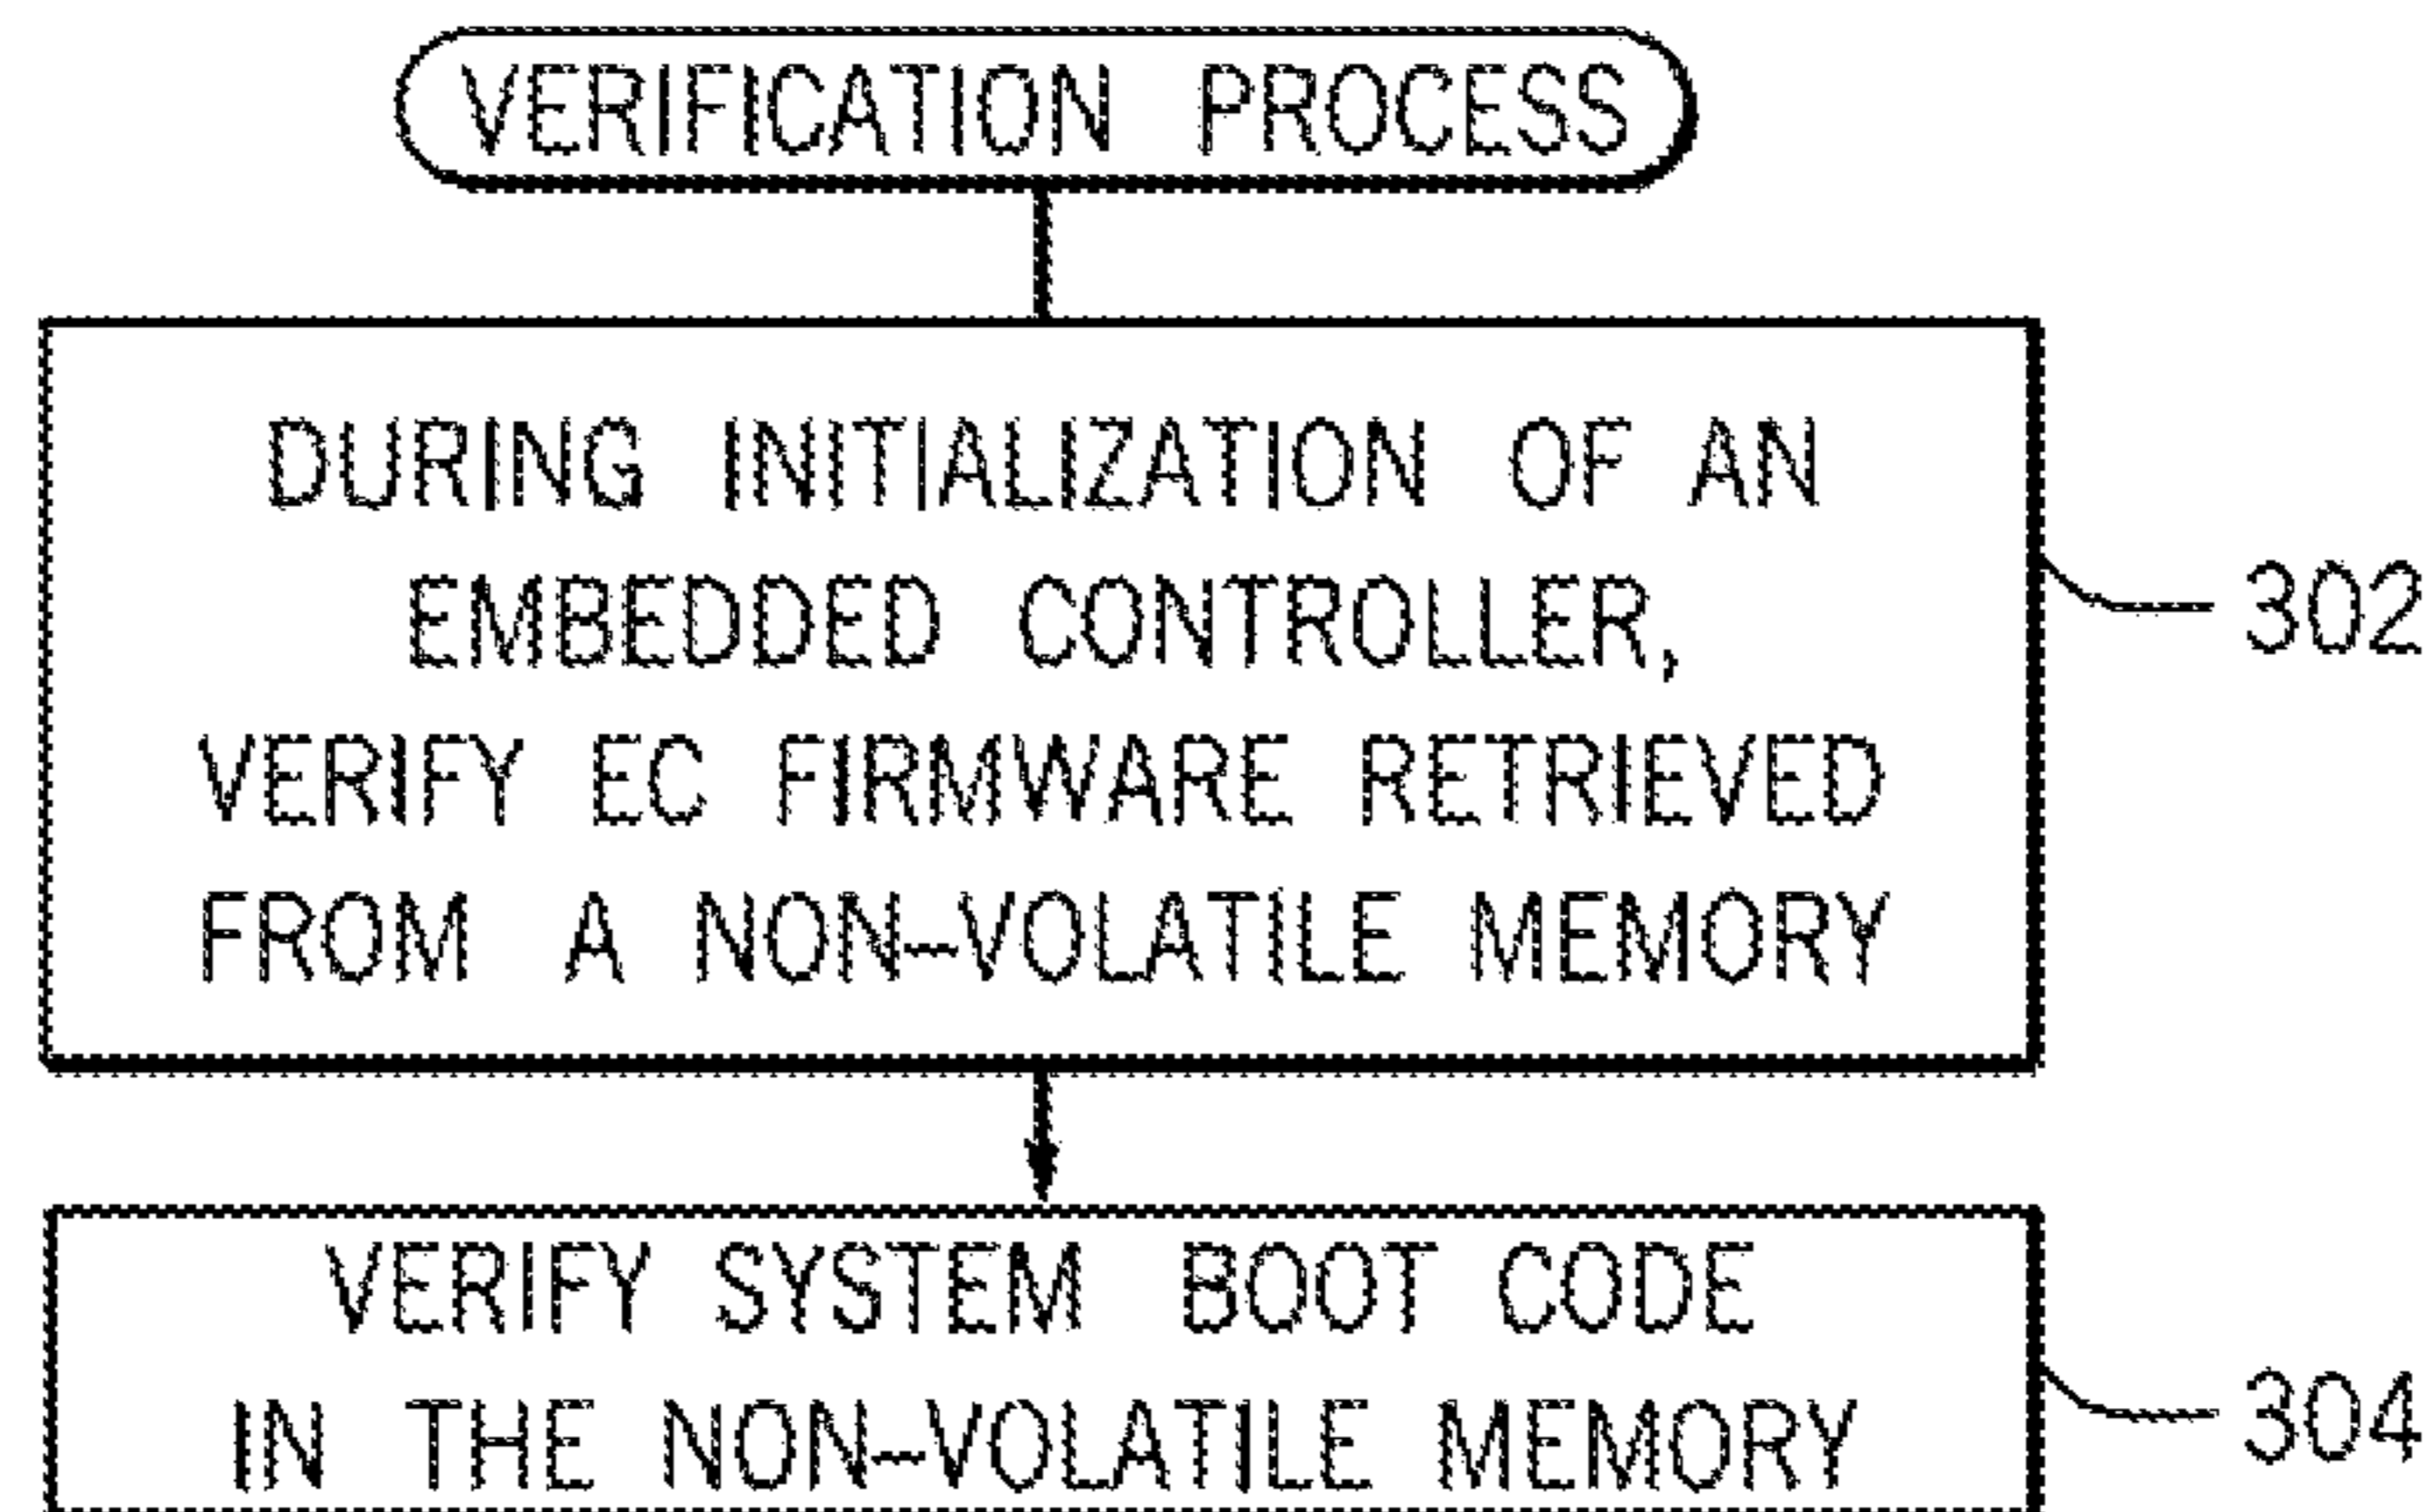 VERIFICATION PROCESS
DURING INITIALIZATION OF AN
EMBEDDED CONTROLLER,
VERIFY EC FIRMWARE RETRIEVED
FROM A NON-VOLATILE MEMORY
302
VERIFY SYSTEM BOOT CODE
IN THE NON-VOLATILE MEMORY
304